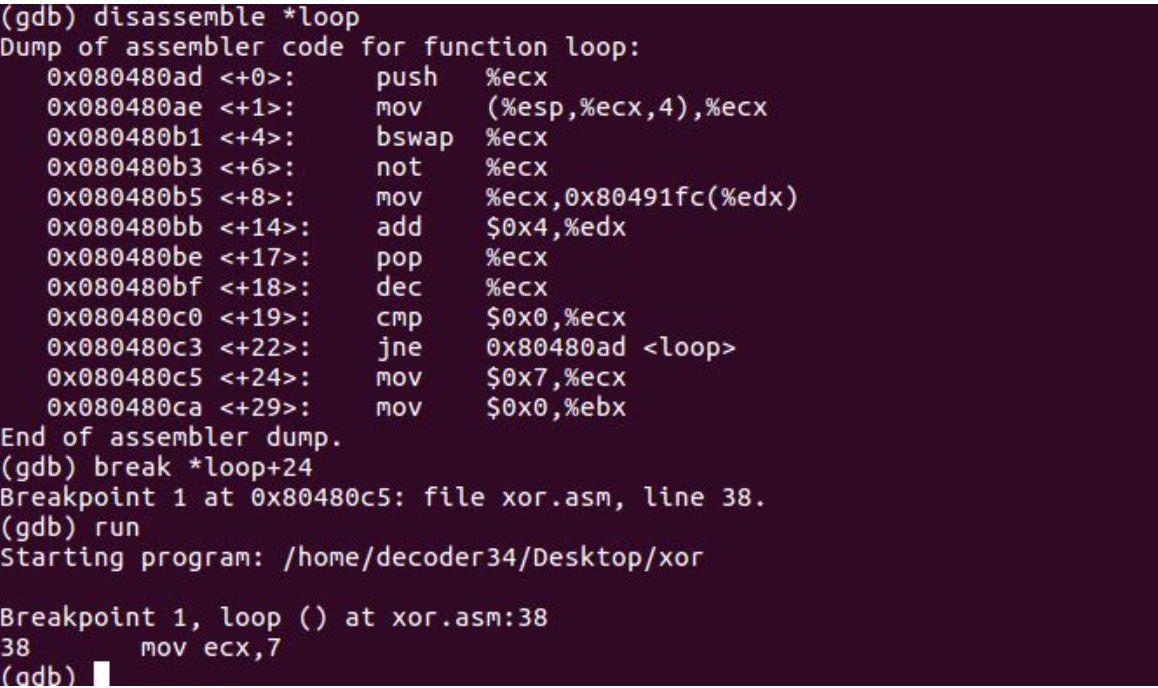 (gdb) disassemble *loop
Dump of assembler code for function loop:
   0x080480ad <+0>:     push   %ecx
   0x080480ae <+1>:     mov    (%esp,%ecx,4),%ecx
   0x080480b1 <+4>:     bswap  %ecx
   0x080480b3 <+6>:     not    %ecx
   0x080480b5 <+8>:     mov    %ecx,0x80491fc(%edx)
   0x080480bb <+14>:    add    $0x4,%edx
   0x080480be <+17>:    pop    %ecx
   0x080480bf <+18>:    dec    %ecx
   0x080480c0 <+19>:    cmp    $0x0,%ecx
   0x080480c3 <+22>:    jne    0x80480ad <loop>
   0x080480c5 <+24>:    mov    $0x7,%ecx
   0x080480ca <+29>:    mov    $0x0,%ebx
End of assembler dump.
(gdb) break *loop+24
Breakpoint 1 at 0x80480c5: file xor.asm, line 38.
(gdb) run
Starting program: /home/decoder34/Desktop/xor

Breakpoint 1, loop () at xor.asm:38
38        mov ecx,7
(gdb)